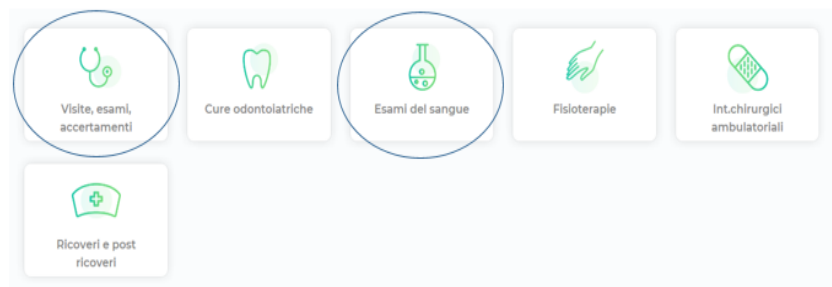 Visite, esami,
accertamenti
Cure odontoiatriche
Esami del sangue
Fisioterapie
Int.chirurgici
ambulatoriali
Ricoveri e post
ricoveri